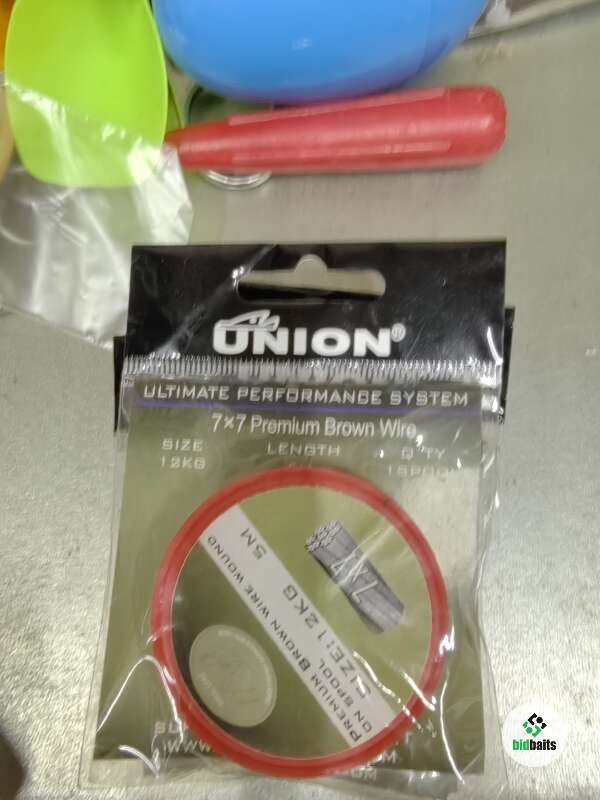 UNION®
ULTIMATE PERFORMANCE SYSTEM
7×7 Premium Brown Wire
SIZE LENGTH Q'TY
12KG 1SPOOL
7X7
SIZE:12KG 5M
PREMIUM BROWN WIRE WOUND
ON SPOOL
bidbaits